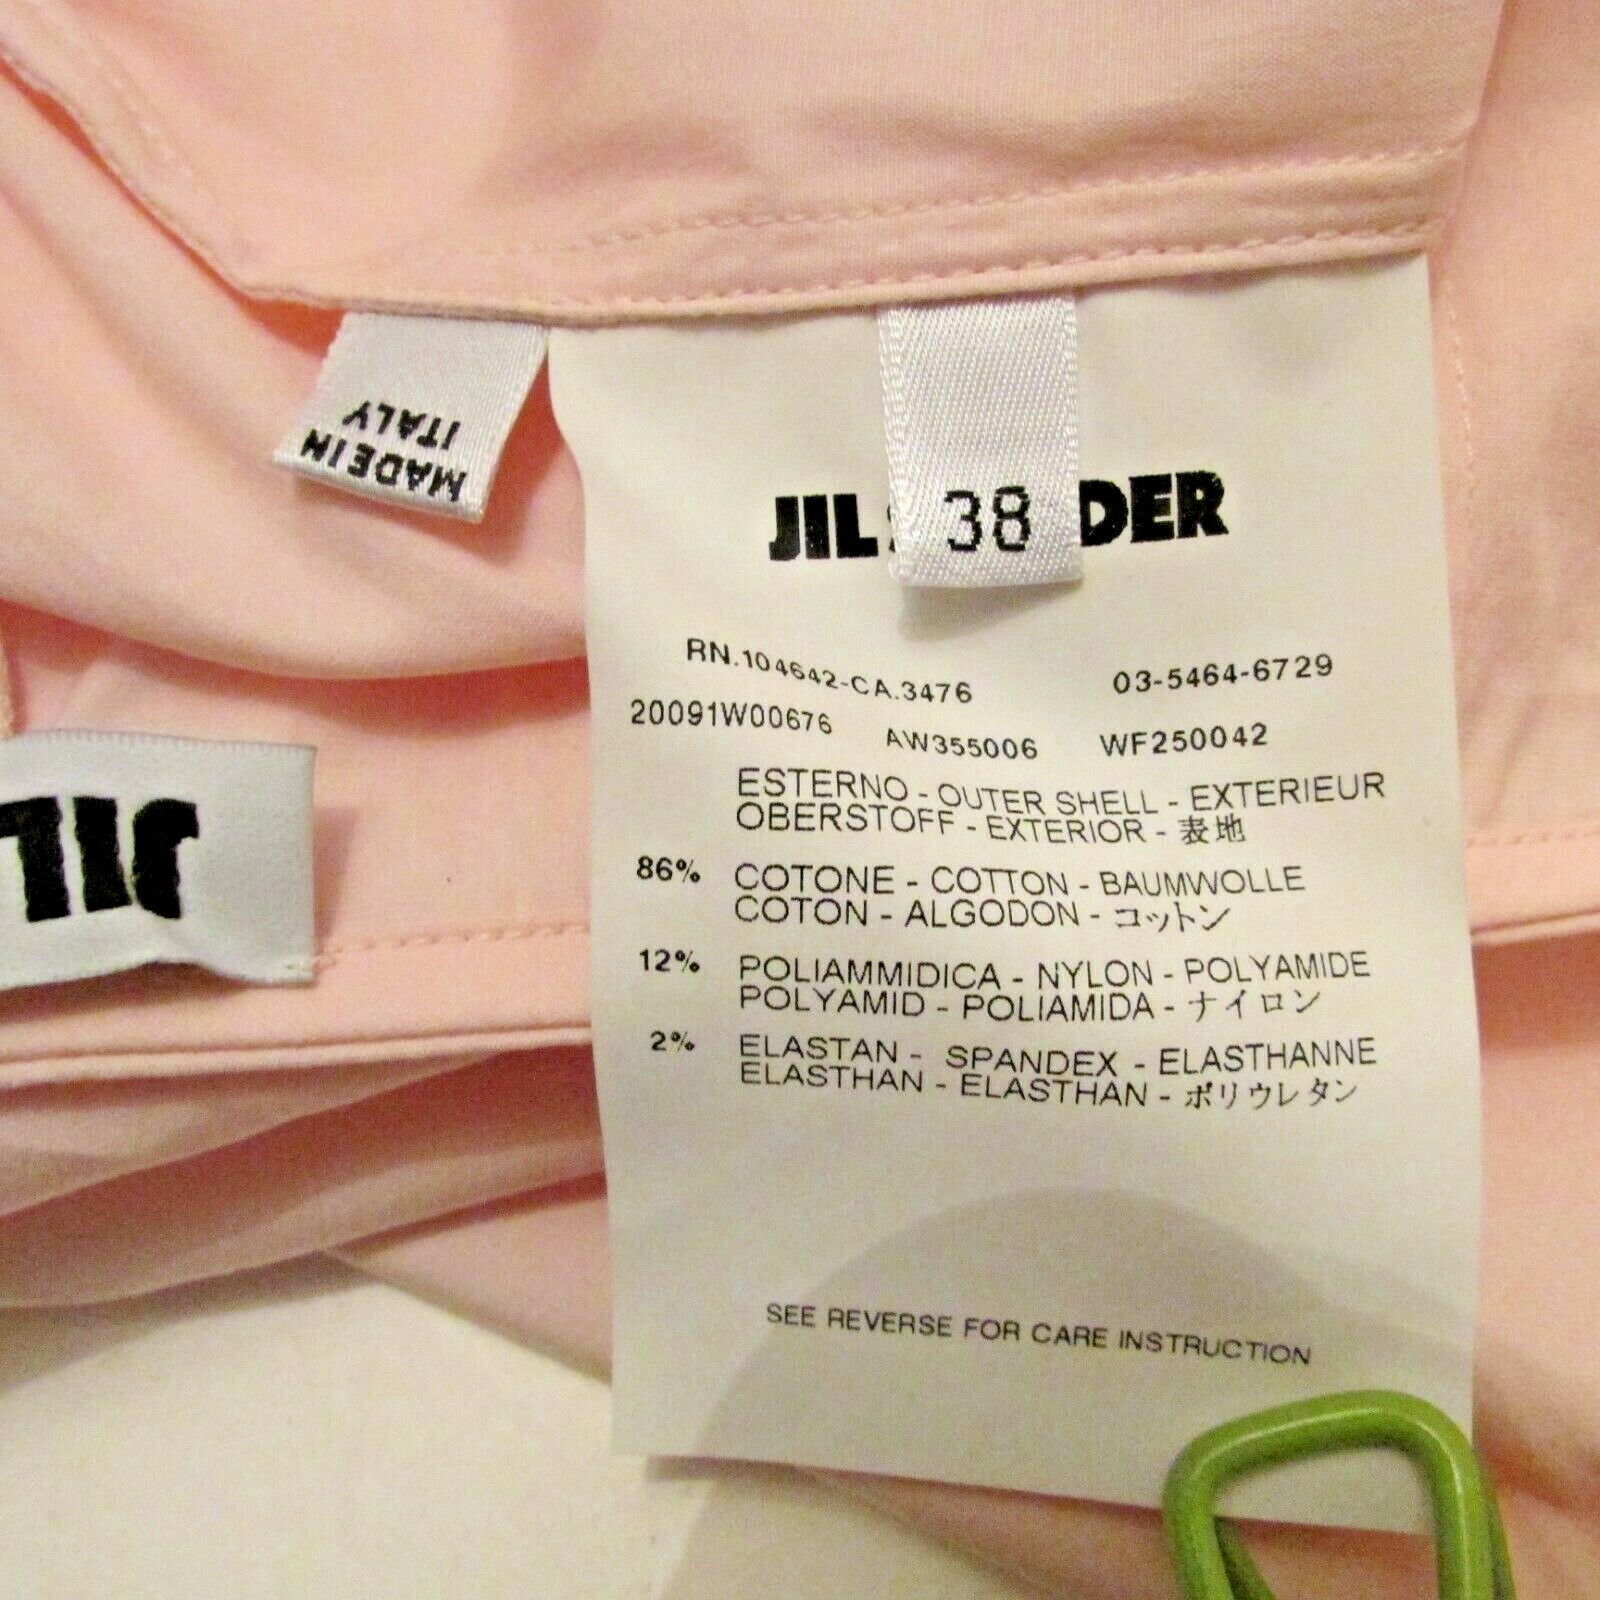 MADE IN
ITALY
JIL
38
JIL DER
RN.104642-CA.3476 03-5464-6729
20091W00676 AW355006 WF250042
ESTERNO - OUTER SHELL - EXTERIEUR
OBERSTOFF - EXTERIOR - 表地
86% COTONE - COTTON - BAUMWOLLE
COTON - ALGODON - コットン
12% POLIAMMIDICA - NYLON - POLYAMIDE
POLYAMID - POLIAMIDA - ナイロン
2% ELASTAN - SPANDEX - ELASTHANNE
ELASTHAN - ELASTHAN - ポリウレタン
SEE REVERSE FOR CARE INSTRUCTION